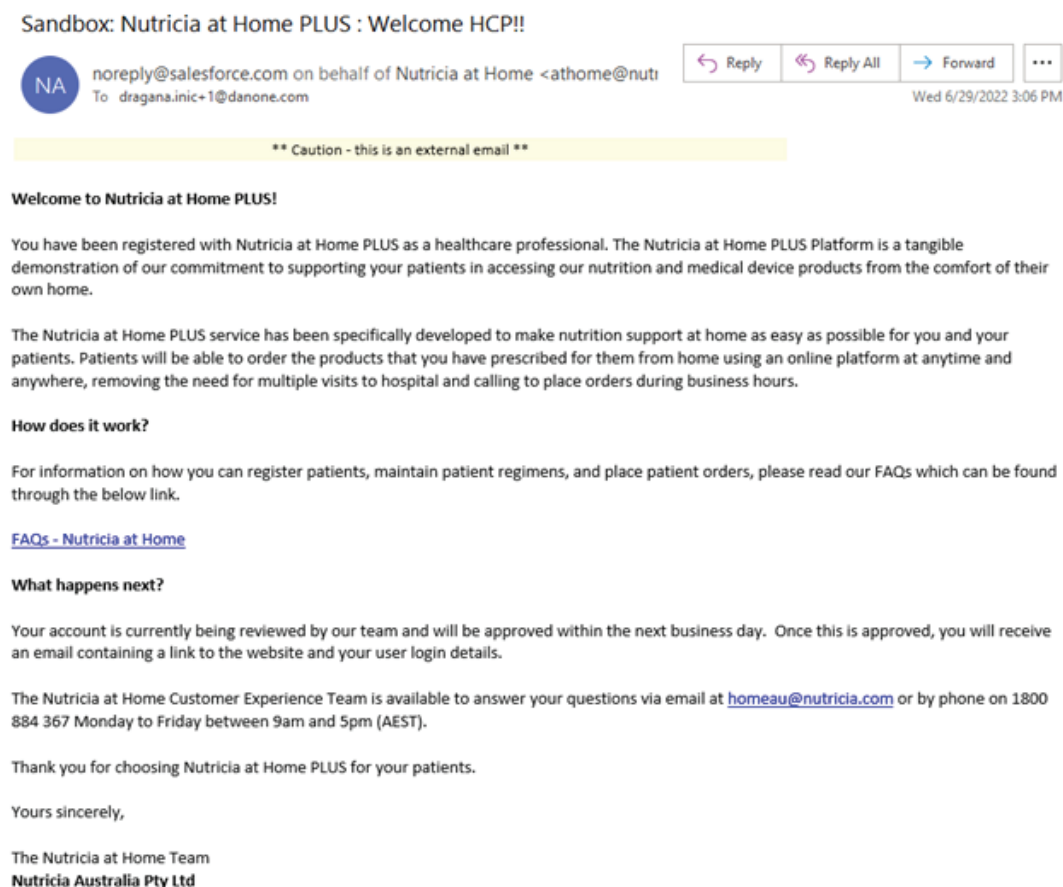 Sandbox: Nutricia at Home PLUS : Welcome HCP!!
NA
noreply@salesforce.com on behalf of Nutricia at Home <athome@nutr
Reply
Reply All
Forward
...
To dragana.inic+1@danone.com
Wed 6/29/2022 3:06 PM
** Caution - this is an external email **
Welcome to Nutricia at Home PLUS!
You have been registered with Nutricia at Home PLUS as a healthcare professional. The Nutricia at Home PLUS Platform is a tangible
demonstration of our commitment to supporting your patients in accessing our nutrition and medical device products from the comfort of their
own home.
The Nutricia at Home PLUS service has been specifically developed to make nutrition support at home as easy as possible for you and your
patients. Patients will be able to order the products that you have prescribed for them from home using an online platform at anytime and
anywhere, removing the need for multiple visits to hospital and calling to place orders during business hours.
How does it work?
For information on how you can register patients, maintain patient regimens, and place patient orders, please read our FAQs which can be found
through the below link.
FAQs - Nutricia at Home
What happens next?
Your account is currently being reviewed by our team and will be approved within the next business day.  Once this is approved, you will receive
an email containing a link to the website and your user login details.
The Nutricia at Home Customer Experience Team is available to answer your questions via email at homeau@nutricia.com or by phone on 1800
884 367 Monday to Friday between 9am and 5pm (AEST).
Thank you for choosing Nutricia at Home PLUS for your patients.
Yours sincerely,
The Nutricia at Home Team
Nutricia Australia Pty Ltd